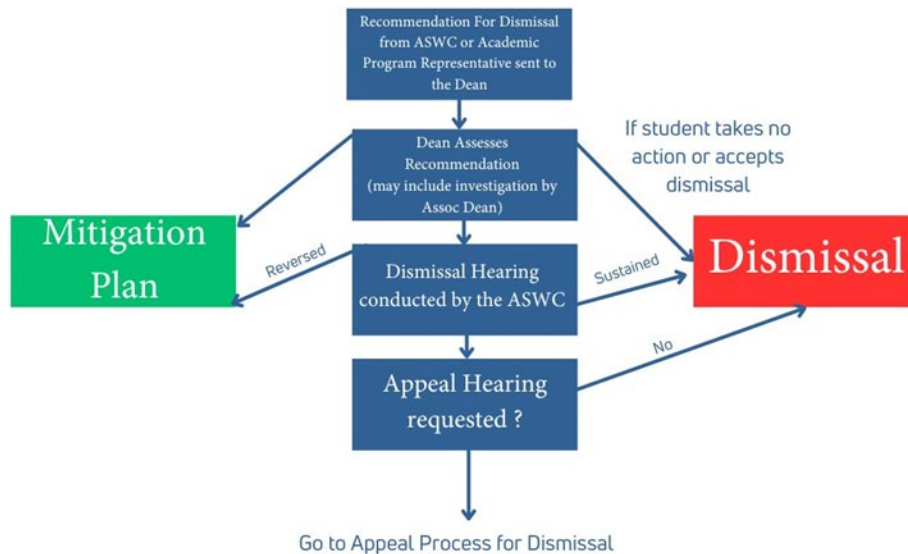 Recommendation For Dismissal
from ASWC or Academic
Program Representative sent to
the Dean
If student takes no
action or accepts
dismissal
Dean Assesses
Recommendation
(may include investigation by
Assoc Dean)
Mitigation
Plan
Reversed
Dismissal Hearing
conducted by the ASWC
Sustained
Dismissal
Appeal Hearing
requested ?
No
Go to Appeal Process for Dismissal